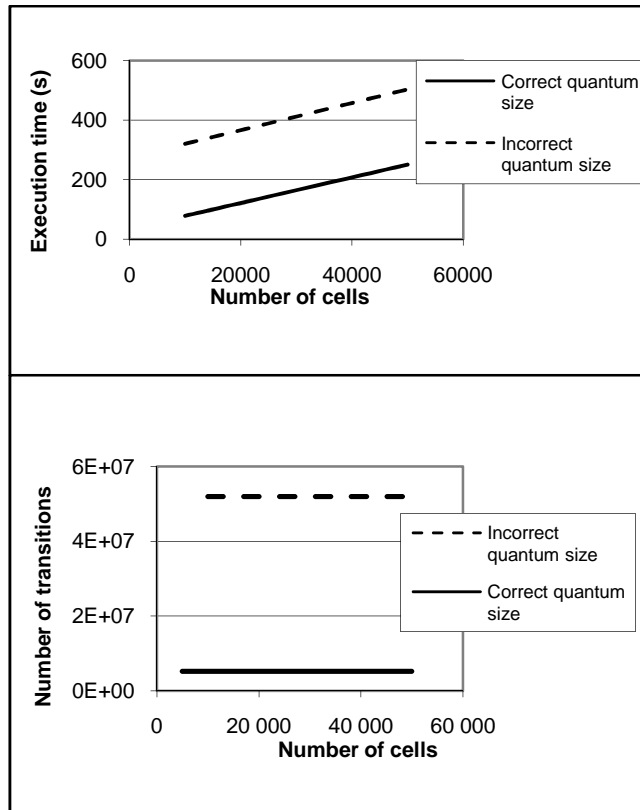 600
400
200
0
Execution time (s)
0 20000 40000 60000
Number of cells
Correct quantum
size
Incorrect
quantum size
6E+07
4E+07
2E+07
0E+00
Number of transitions
0 20 000 40 000 60 000
Number of cells
Incorrect
quantum size
Correct quantum
size